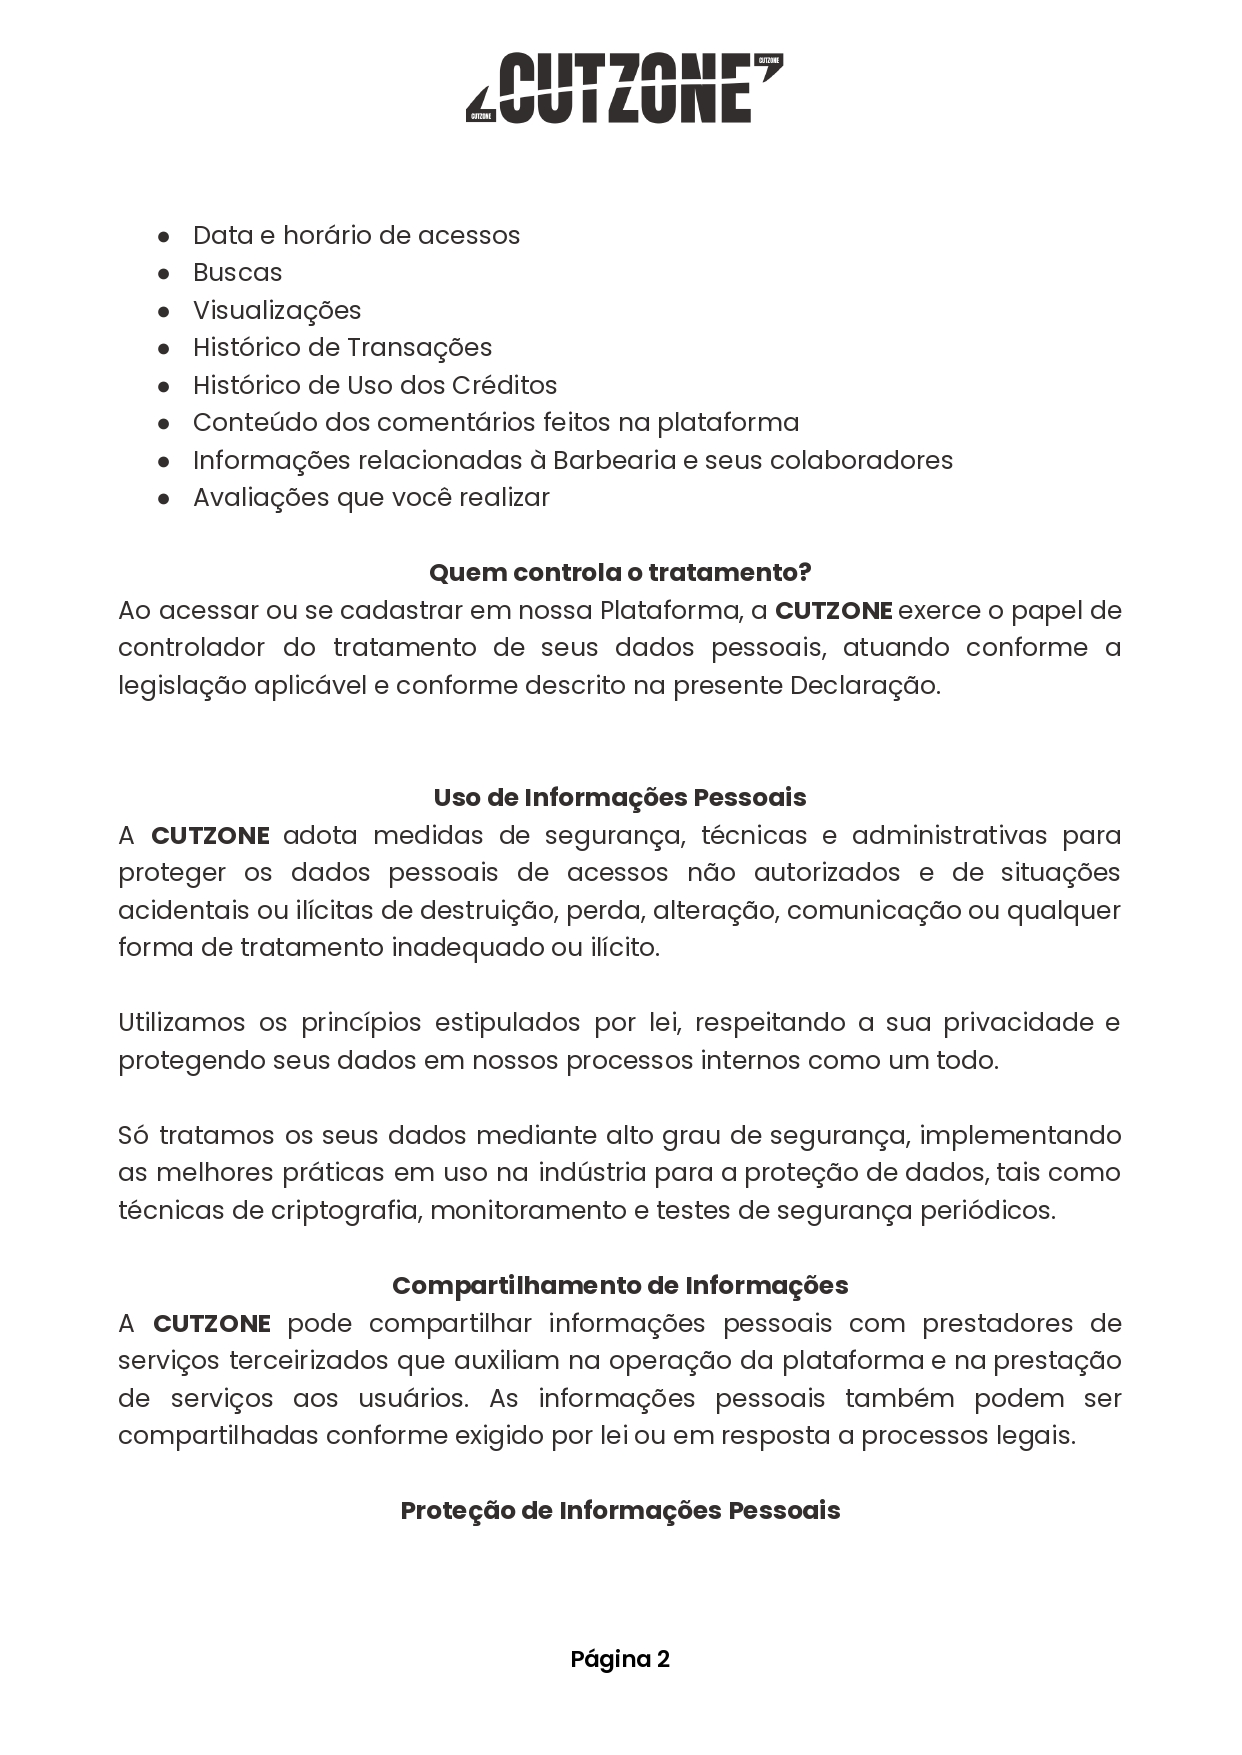 CUTZONE
CUTZONE
CUTZONE
● Data e horário de acessos
● Buscas
● Visualizações
● Histórico de Transações
● Histórico de Uso dos Créditos
● Conteúdo dos comentários feitos na plataforma
● Informações relacionadas à Barbearia e seus colaboradores
● Avaliações que você realizar
Quem controla o tratamento?
Ao acessar ou se cadastrar em nossa Plataforma, a CUTZONE exerce o papel de
controlador do tratamento de seus dados pessoais, atuando conforme a
legislação aplicável e conforme descrito na presente Declaração.
Uso de Informações Pessoais
A CUTZONE adota medidas de segurança, técnicas e administrativas para
proteger os dados pessoais de acessos não autorizados e de situações
acidentais ou ilícitas de destruição, perda, alteração, comunicação ou qualquer
forma de tratamento inadequado ou ilícito.
Utilizamos os princípios estipulados por lei, respeitando a sua privacidade e
protegendo seus dados em nossos processos internos como um todo.
Só tratamos os seus dados mediante alto grau de segurança, implementando
as melhores práticas em uso na indústria para a proteção de dados, tais como
técnicas de criptografia, monitoramento e testes de segurança periódicos.
Compartilhamento de Informações
A CUTZONE pode compartilhar informações pessoais com prestadores de
serviços terceirizados que auxiliam na operação da plataforma e na prestação
de serviços aos usuários. As informações pessoais também podem ser
compartilhadas conforme exigido por lei ou em resposta a processos legais.
Proteção de Informações Pessoais
Página 2